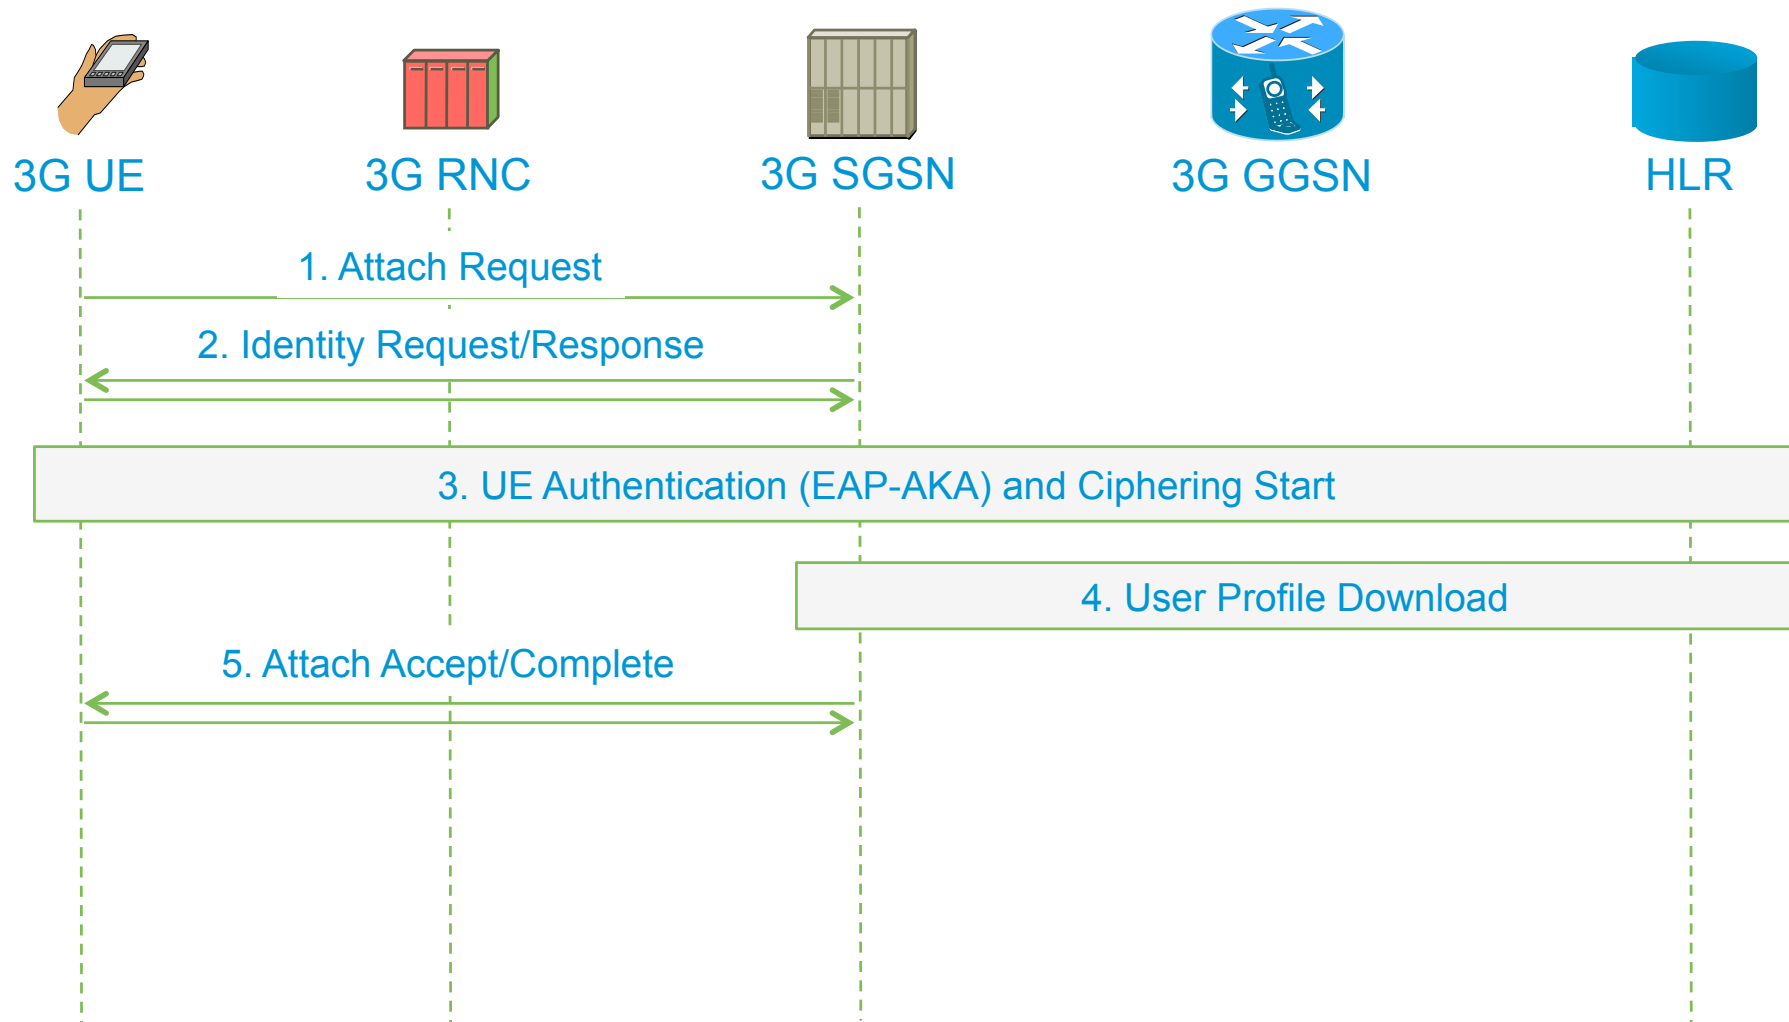 3G UE
3G RNC
3G SGSN
3G GGSN
HLR
1. Attach Request
2. Identity Request/Response
3. UE Authentication (EAP-AKA) and Ciphering Start
4. User Profile Download
5. Attach Accept/Complete